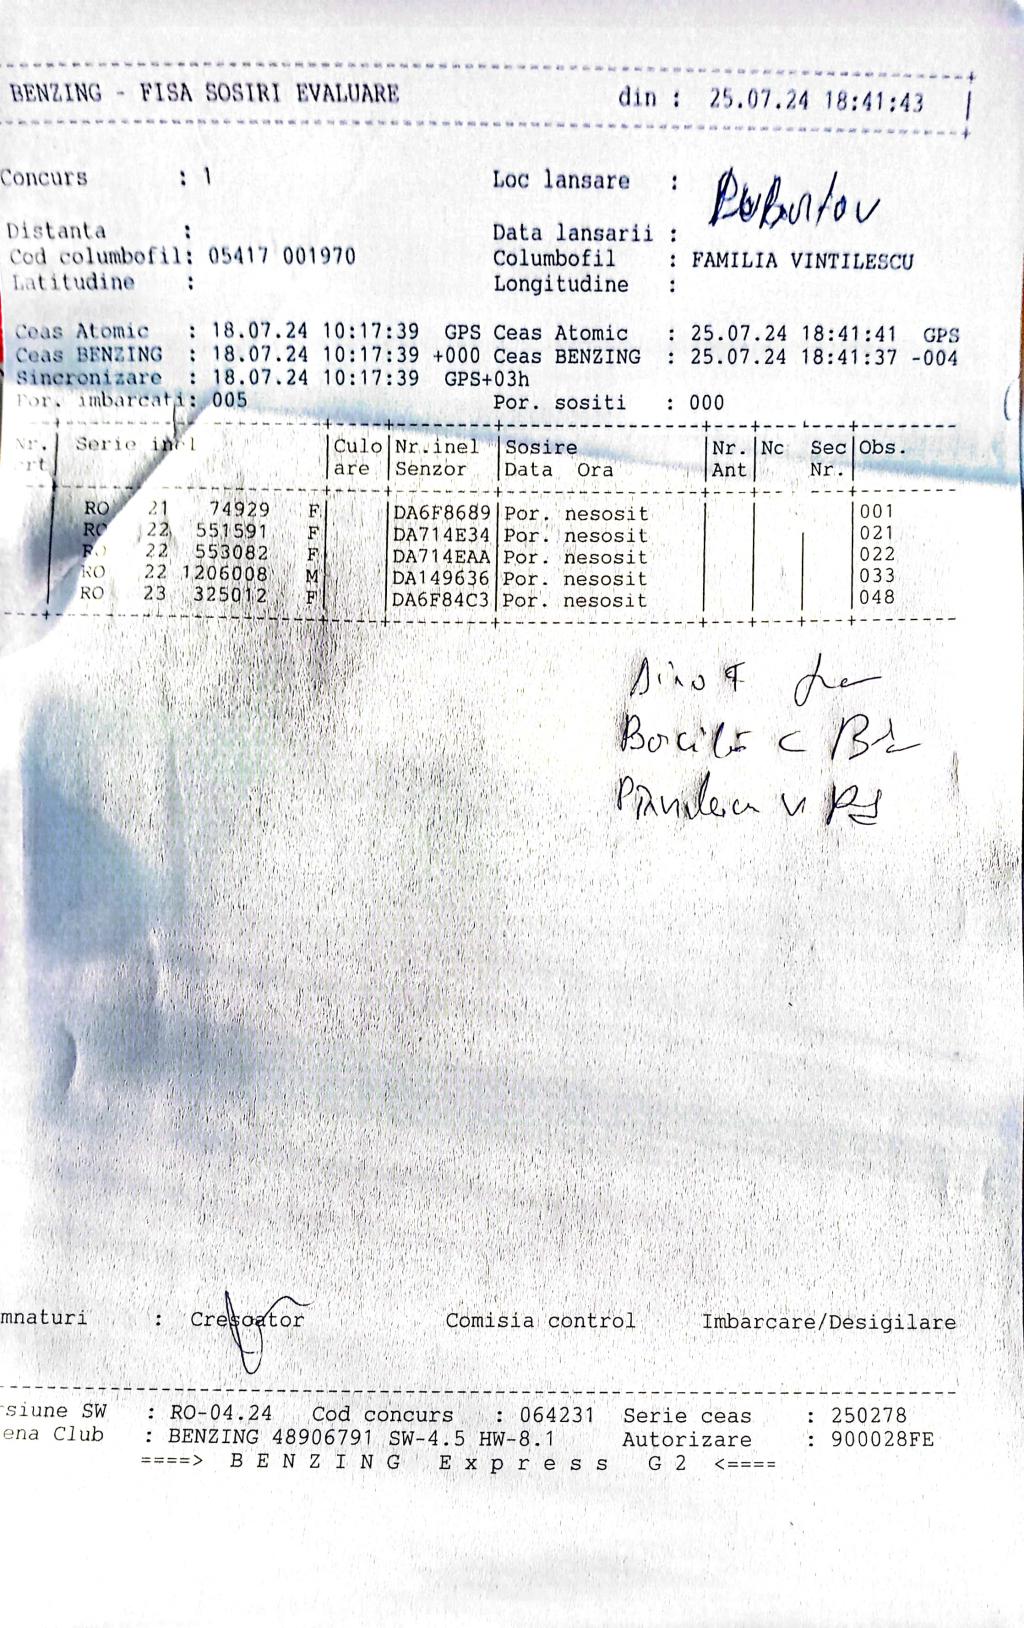 BENZING - FISA SOSIRI EVALUARE din : 25.07.24 18:41:43
Concurs : 1 Loc lansare :
Distanta : Data lansarii :
Cod columbofil: 05417 001970 Columbofil : FAMILIA VINTILESCU
Latitudine : Longitudine :
Ceas Atomic : 18.07.24 10:17:39 GPS Ceas Atomic : 25.07.24 18:41:41 GPS
Ceas BENZING : 18.07.24 10:17:39 +000 Ceas BENZING : 25.07.24 18:41:37 -004
Sincronizare : 18.07.24 10:17:39 GPS+03h
Por. imbarcati: 005 Por. sositi : 000
Nr. Serie inel Culo Nr.inel Sosire Nr. Nc Sec Obs.
rt are Senzor Data Ora Ant Nr.
RO 21 74929 F DA6F8689 Por. nesosit 001
RO 22 551591 F DA714E34 Por. nesosit 021
RO 22 553082 F DA714EAA Por. nesosit 022
RO 22 1206008 M DA149636 Por. nesosit 033
RO 23 325012 F DA6F84C3 Por. nesosit 048
mnaturi : Crescator Comisia control Imbarcare/Desigilare
rsiune SW : RO-04.24 Cod concurs : 064231 Serie ceas : 250278
ena Club : BENZING 48906791 SW-4.5 HW-8.1 Autorizare : 900028FE
====> B E N Z I N G E x p r e s s G 2 <====